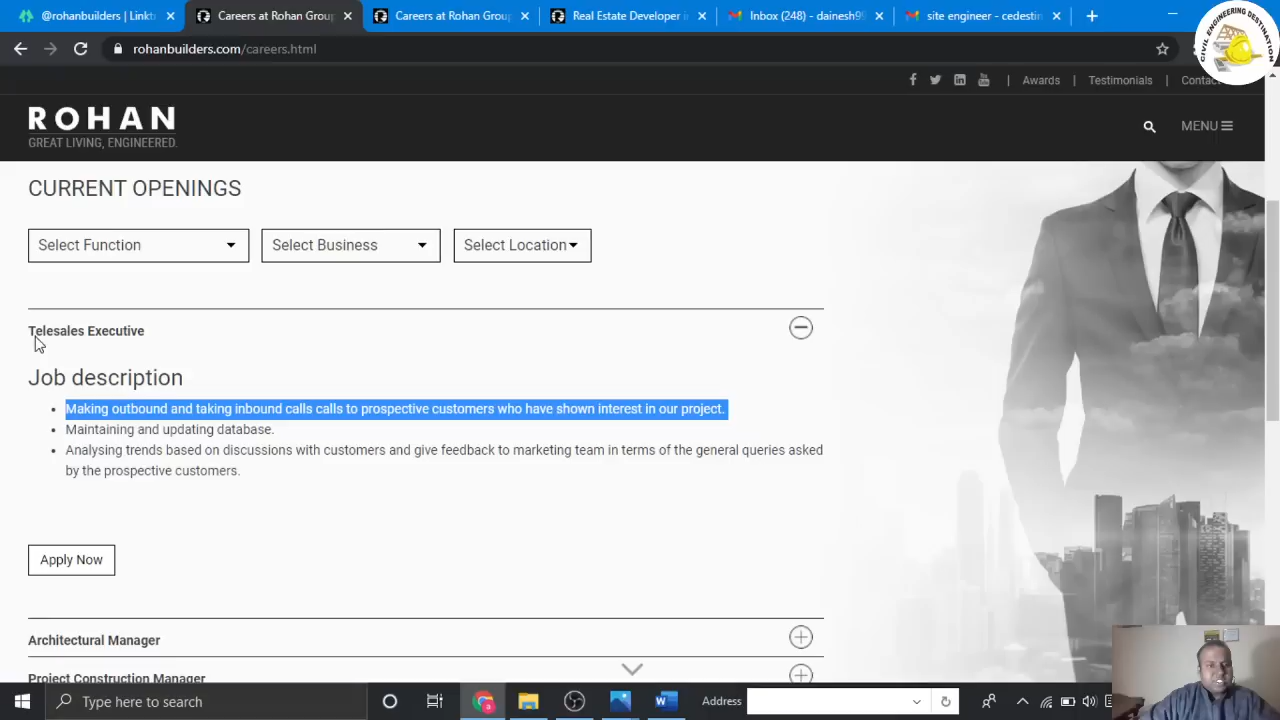 @rohanbuilders | Linkt
Careers at Rohan Group
Careers at Rohan Group
Real Estate Developer in
Inbox (248) - dainesh95
site engineer - cedestin
rohanbuilders.com/careers.html
CIVIL ENGINEERING DESTINATION
Awards | Testimonials |
ROHAN
GREAT LIVING, ENGINEERED.
MENU
CURRENT OPENINGS
Select Function
Select Business
Select Location
Telesales Executive
Job description
Making outbound and taking inbound calls calls to prospective customers who have shown interest in our project.
Maintaining and updating database.
Analysing trends based on discussions with customers and give feedback to marketing team in terms of the general queries asked
by the prospective customers.
Apply Now
Architectural Manager
Project Construction Manager
Type here to search
Address